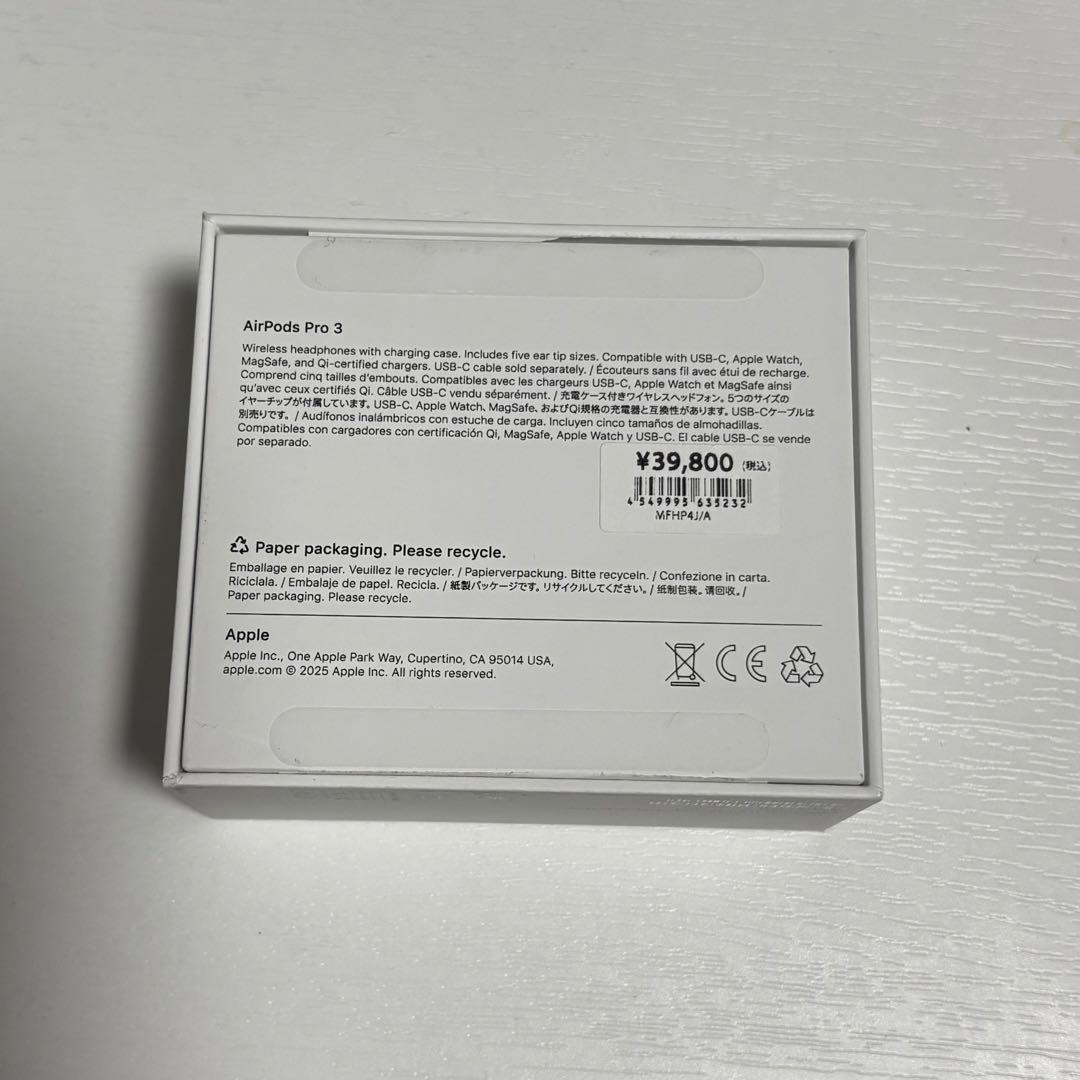 AirPods Pro 3
Wireless headphones with charging case. Includes five ear tip sizes. Compatible with USB-C, Apple Watch,
MagSafe, and Qi-certified chargers. USB-C cable sold separately. / Écouteurs sans fil avec étui de recharge.
Comprend cinq tailles d'embouts. Compatibles avec les chargeurs USB-C, Apple Watch et MagSafe ainsi
qu'avec ceux certifiés Qi. Câble USB-C vendu séparément. / 充電ケース付きワイヤレスヘッドフォン。5つのサイズの
イヤーチップが付属しています。USB-C、Apple Watch、MagSafe、およびQi規格の充電器と互換性があります。USB-Cケーブルは
別売りです。 / Audífonos inalámbricos con estuche de carga. Incluyen cinco tamaños de almohadillas.
Compatibles con cargadores con certificación Qi, MagSafe, Apple Watch y USB-C. El cable USB-C se vende
por separado.
¥39,800 (税込)
4 549995 635232
MFHP4J/A
Paper packaging. Please recycle.
Emballage en papier. Veuillez le recycler. / Papierverpackung. Bitte recyceln. / Confezione in carta.
Riciclala. / Embalaje de papel. Recicla. / 紙製パッケージです。リサイクルしてください。 / 纸制包装。请回收。 /
Paper packaging. Please recycle.
Apple
Apple Inc., One Apple Park Way, Cupertino, CA 95014 USA,
apple.com © 2025 Apple Inc. All rights reserved.
CE